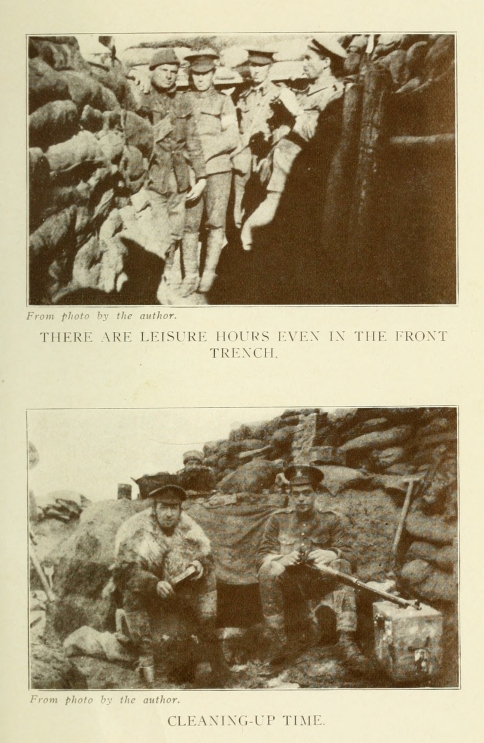 From photo by the author.
THERE ARE LEISURE HOURS EVEN IN THE FRONT
TRENCH.
From photo by the author.
CLEANING-UP TIME.